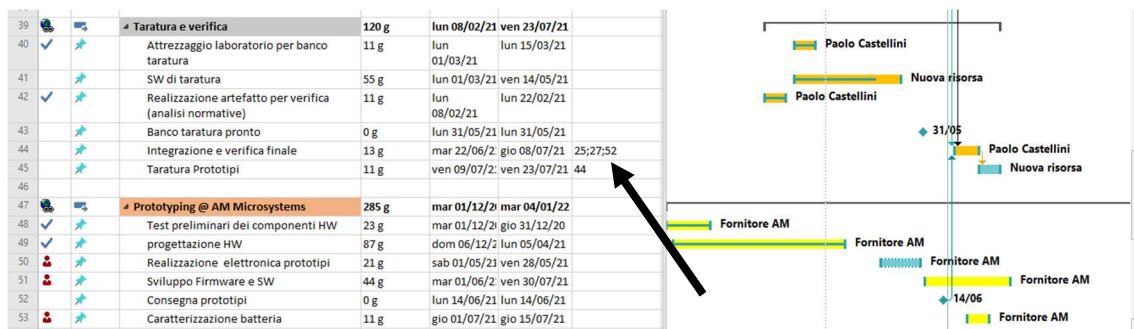 39 Taratura e verifica 120 g lun 08/02/21 ven 23/07/21
40 Attrezzaggio laboratorio per banco 11 g lun lun 15/03/21 Paolo Castellini
taratura 01/03/21
41 SW di taratura 55 g lun 01/03/21 ven 14/05/21 Nuova risorsa
42 Realizzazione artefatto per verifica 11 g lun lun 22/02/21 Paolo Castellini
(analisi normative) 08/02/21
43 Banco taratura pronto 0 g lun 31/05/21 lun 31/05/21 31/05
44 Integrazione e verifica finale 13 g mar 22/06/2 gio 08/07/21 25;27;52 Paolo Castellini
45 Taratura Prototipi 11 g ven 09/07/2 ven 23/07/21 44 Nuova risorsa
46
47 Prototyping @ AM Microsystems 285 g mar 01/12/2 mar 04/01/22
48 Test preliminari dei componenti HW 23 g mar 01/12/2 gio 31/12/20 Fornitore AM
49 progettazione HW 87 g dom 06/12/2 lun 05/04/21 Fornitore AM
50 Realizzazione elettronica prototipi 21 g sab 01/05/21 ven 28/05/21 Fornitore AM
51 Sviluppo Firmware e SW 44 g mar 01/06/2 ven 30/07/21 Fornitore AM
52 Consegna prototipi 0 g lun 14/06/21 lun 14/06/21 14/06
53 Caratterizzazione batteria 11 g gio 01/07/21 gio 15/07/21 Fornitore AM